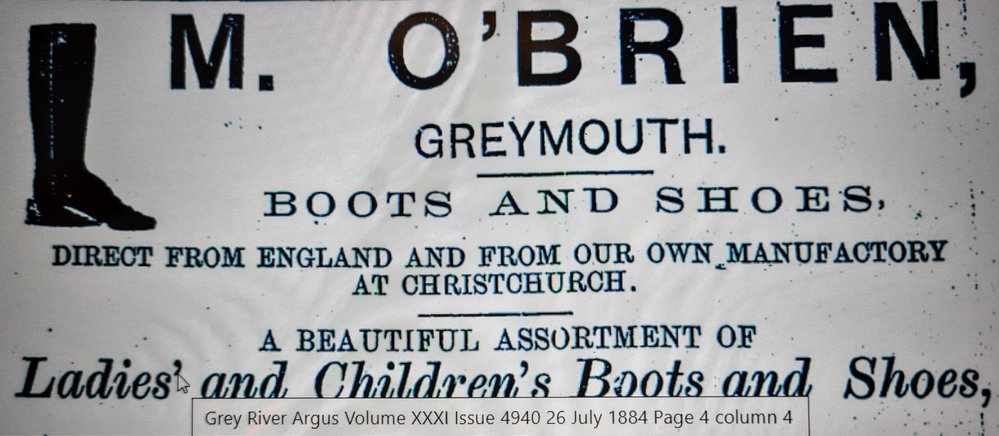 M. O'BRIEN,
GREYMOUTH.
BOOTS AND SHOES,
DIRECT FROM ENGLAND AND FROM OUR OWN MANUFACTORY
AT CHRISTCHURCH.
A BEAUTIFUL ASSORTMENT OF
Ladies' and Children's Boots and Shoes,
Grey River Argus Volume XXXI Issue 4940 26 July 1884 Page 4 column 4